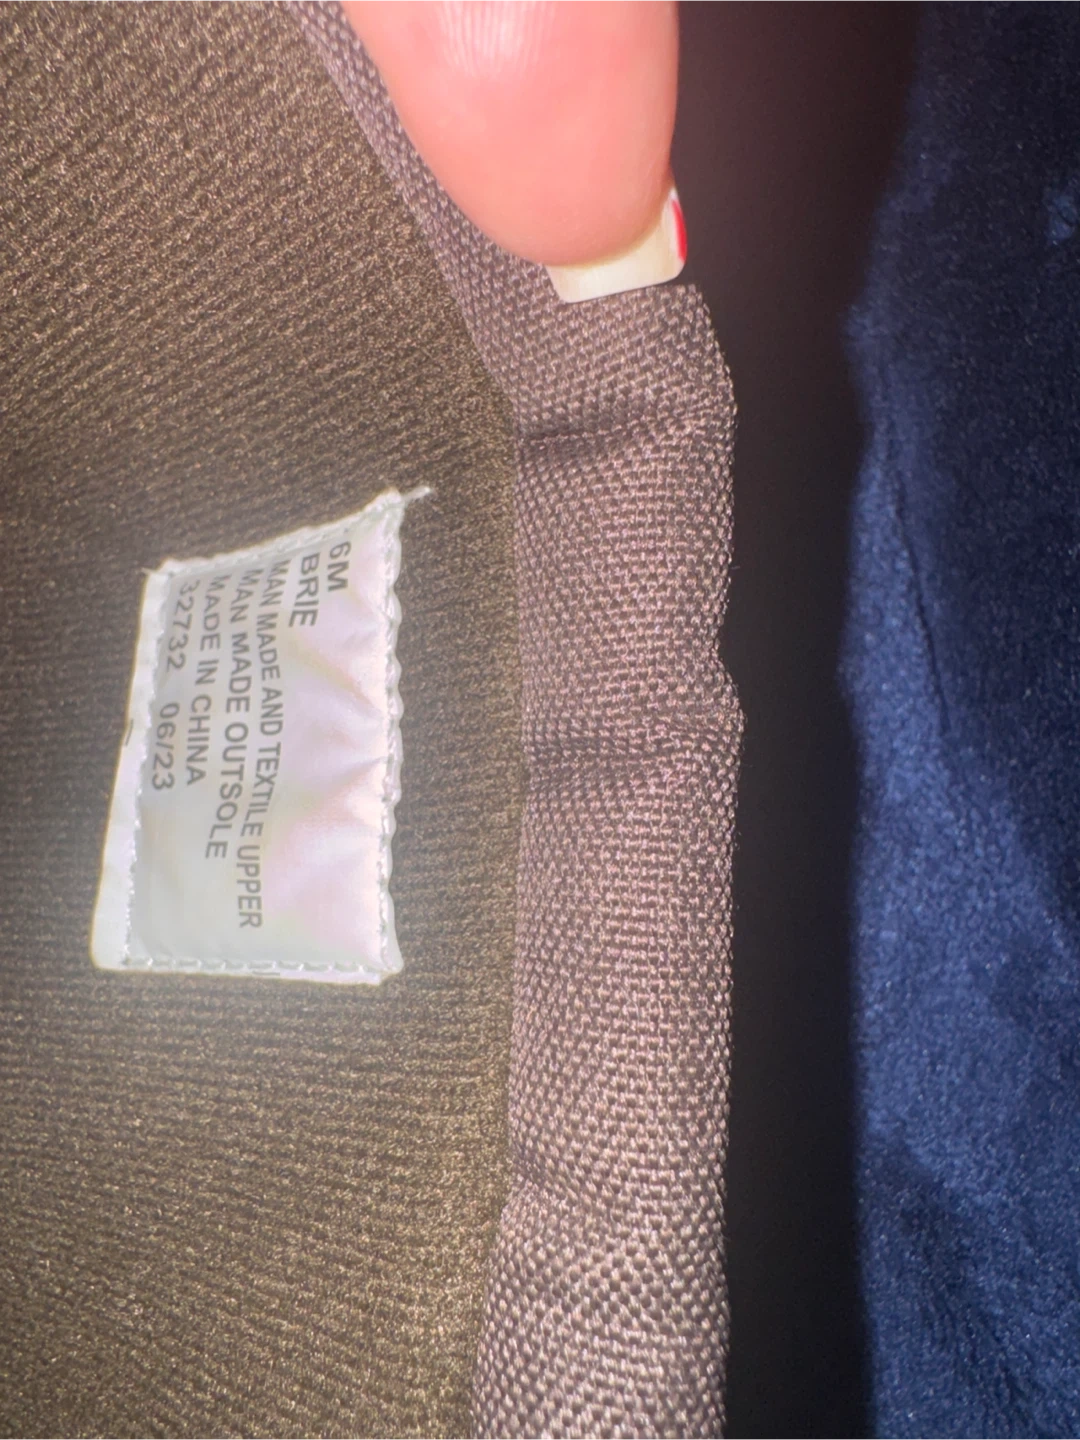 6M
BRIE
MAN MADE AND TEXTILE UPPER
MAN MADE OUTSOLE
MADE IN CHINA
32732 06/23